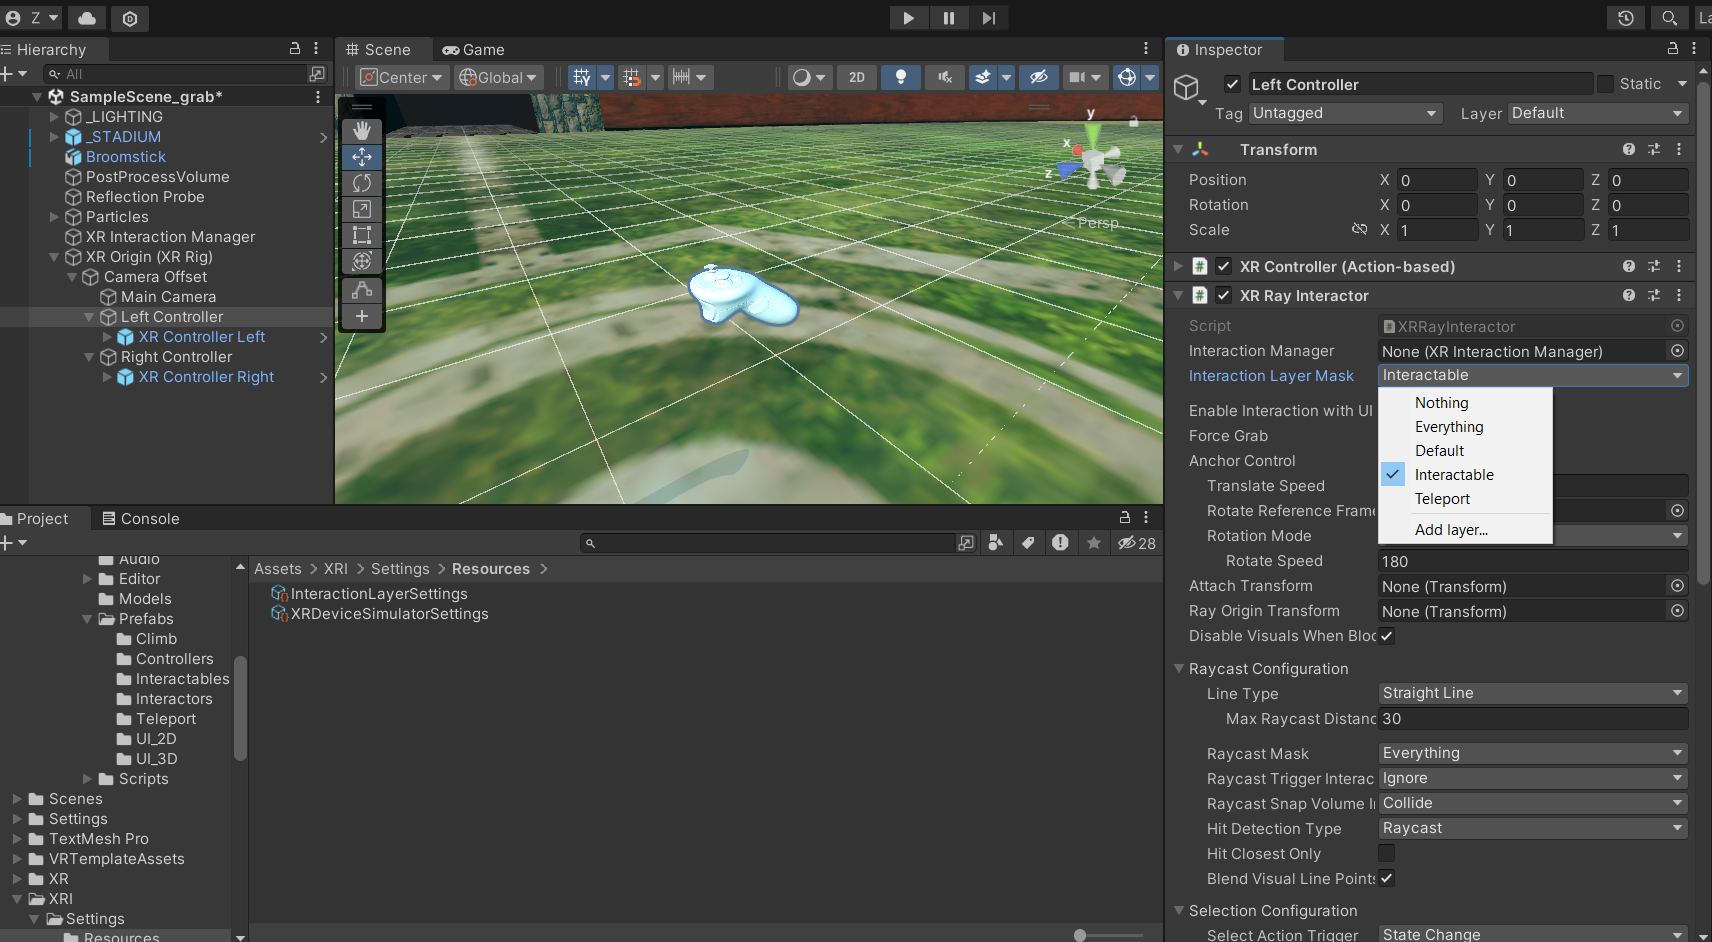 Z
Hierarchy
All
SampleScene_grab*
_LIGHTING
_STADIUM
Broomstick
PostProcessVolume
Reflection Probe
Particles
XR Interaction Manager
XR Origin (XR Rig)
Camera Offset
Main Camera
Left Controller
XR Controller Left
Right Controller
XR Controller Right
Scene
Game
Center
Global
2D
y
x
z
Persp
Project
Console
28
Audio
Editor
Models
Prefabs
Climb
Controllers
Interactables
Interactors
Teleport
UI_2D
UI_3D
Scripts
Scenes
Settings
TextMesh Pro
VRTemplateAssets
XR
XRI
Settings
Resources
Assets > XRI > Settings > Resources >
InteractionLayerSettings
XRDeviceSimulatorSettings
La
Inspector
Left Controller
Static
Tag Untagged Layer Default
Transform
Position X 0 Y 0 Z 0
Rotation X 0 Y 0 Z 0
Scale X 1 Y 1 Z 1
XR Controller (Action-based)
XR Ray Interactor
Script XRRayInteractor
Interaction Manager None (XR Interaction Manager)
Interaction Layer Mask Interactable
Nothing
Everything
Default
Interactable
Teleport
Add layer...
Enable Interaction with UI
Force Grab
Anchor Control
Translate Speed
Rotate Reference Frame
Rotation Mode
Rotate Speed 180
Attach Transform None (Transform)
Ray Origin Transform None (Transform)
Disable Visuals When Bloc
Raycast Configuration
Line Type Straight Line
Max Raycast Distanc 30
Raycast Mask Everything
Raycast Trigger Interac Ignore
Raycast Snap Volume I Collide
Hit Detection Type Raycast
Hit Closest Only
Blend Visual Line Points
Selection Configuration
Select Action Trigger State Change